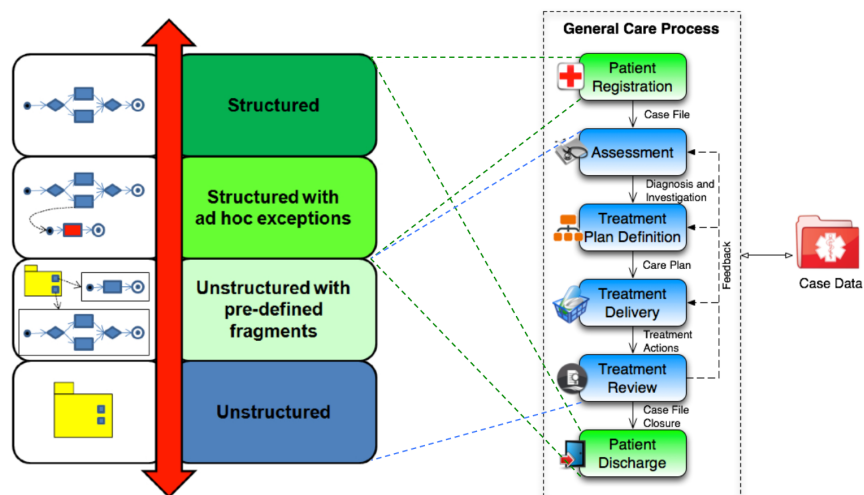 Structured
Structured with
ad hoc exceptions
Unstructured with
pre-defined
fragments
Unstructured
General Care Process
Patient
Registration
Case File
Assessment
Diagnosis and
Investigation
Treatment
Plan Definition
Care Plan
Treatment
Delivery
Treatment
Actions
Treatment
Review
Case File
Closure
Patient
Discharge
Feedback
Case Data